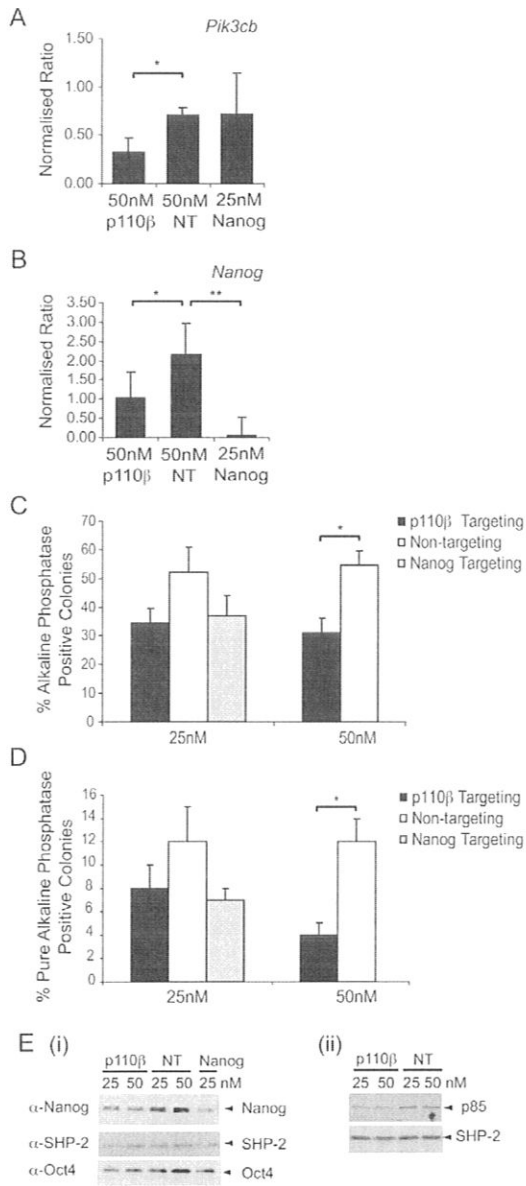 A
Pik3cb
Normalised Ratio
1.50
*
1.00
0.50
0.00
50nM 50nM 25nM
p110β NT Nanog
B
Nanog
Normalised Ratio
3.50
* **
3.00
2.50
2.00
1.50
1.00
0.50
0.00
50nM 50nM 25nM
p110β NT Nanog
C
% Alkaline Phosphatase
Positive Colonies
70
60
50
40
30
20
10
0
*
p110β Targeting
Non-targeting
Nanog Targeting
25nM 50nM
D
% Pure Alkaline Phosphatase
Positive Colonies
16
14
12
10
8
6
4
2
0
*
p110β Targeting
Non-targeting
Nanog Targeting
25nM 50nM
E (i)
p110β NT Nanog
25 50 25 50 25 nM
α-Nanog Nanog
α-SHP-2 SHP-2
α-Oct4 Oct4
(ii)
p110β NT
25 50 25 50 nM
p85
SHP-2